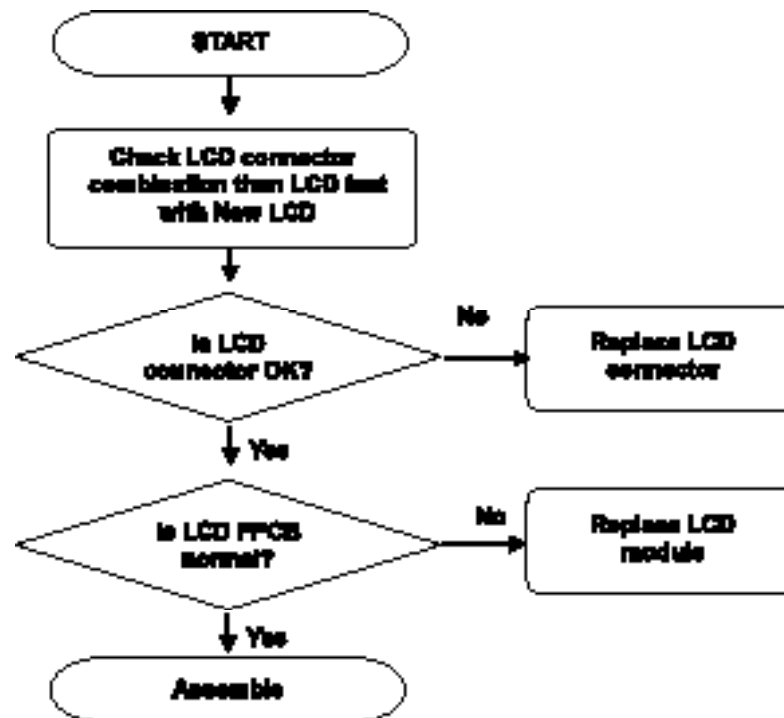 START
Check LCD connector
combination then LCD test
with New LCD
Is LCD
connector OK?
No
Replace LCD
connector
Yes
Is LCD FPCB
normal?
No
Replace LCD
module
Yes
Assemble